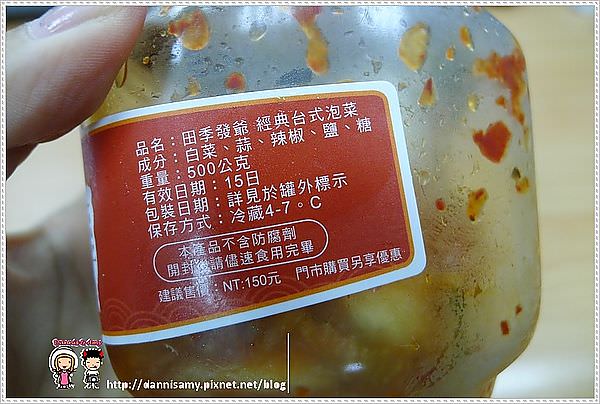 品名：田季發爺 經典台式泡菜
成分：白菜、蒜、辣椒、鹽、糖
重量：500公克
有效日期：15日
包裝日期：詳見於罐外標示
保存方式：冷藏4-7。C
本產品不含防腐劑
開封後請儘速食用完畢
建議售價：NT:150元 門市購買另享優惠
http://dannisamy.pixnet.net/blog